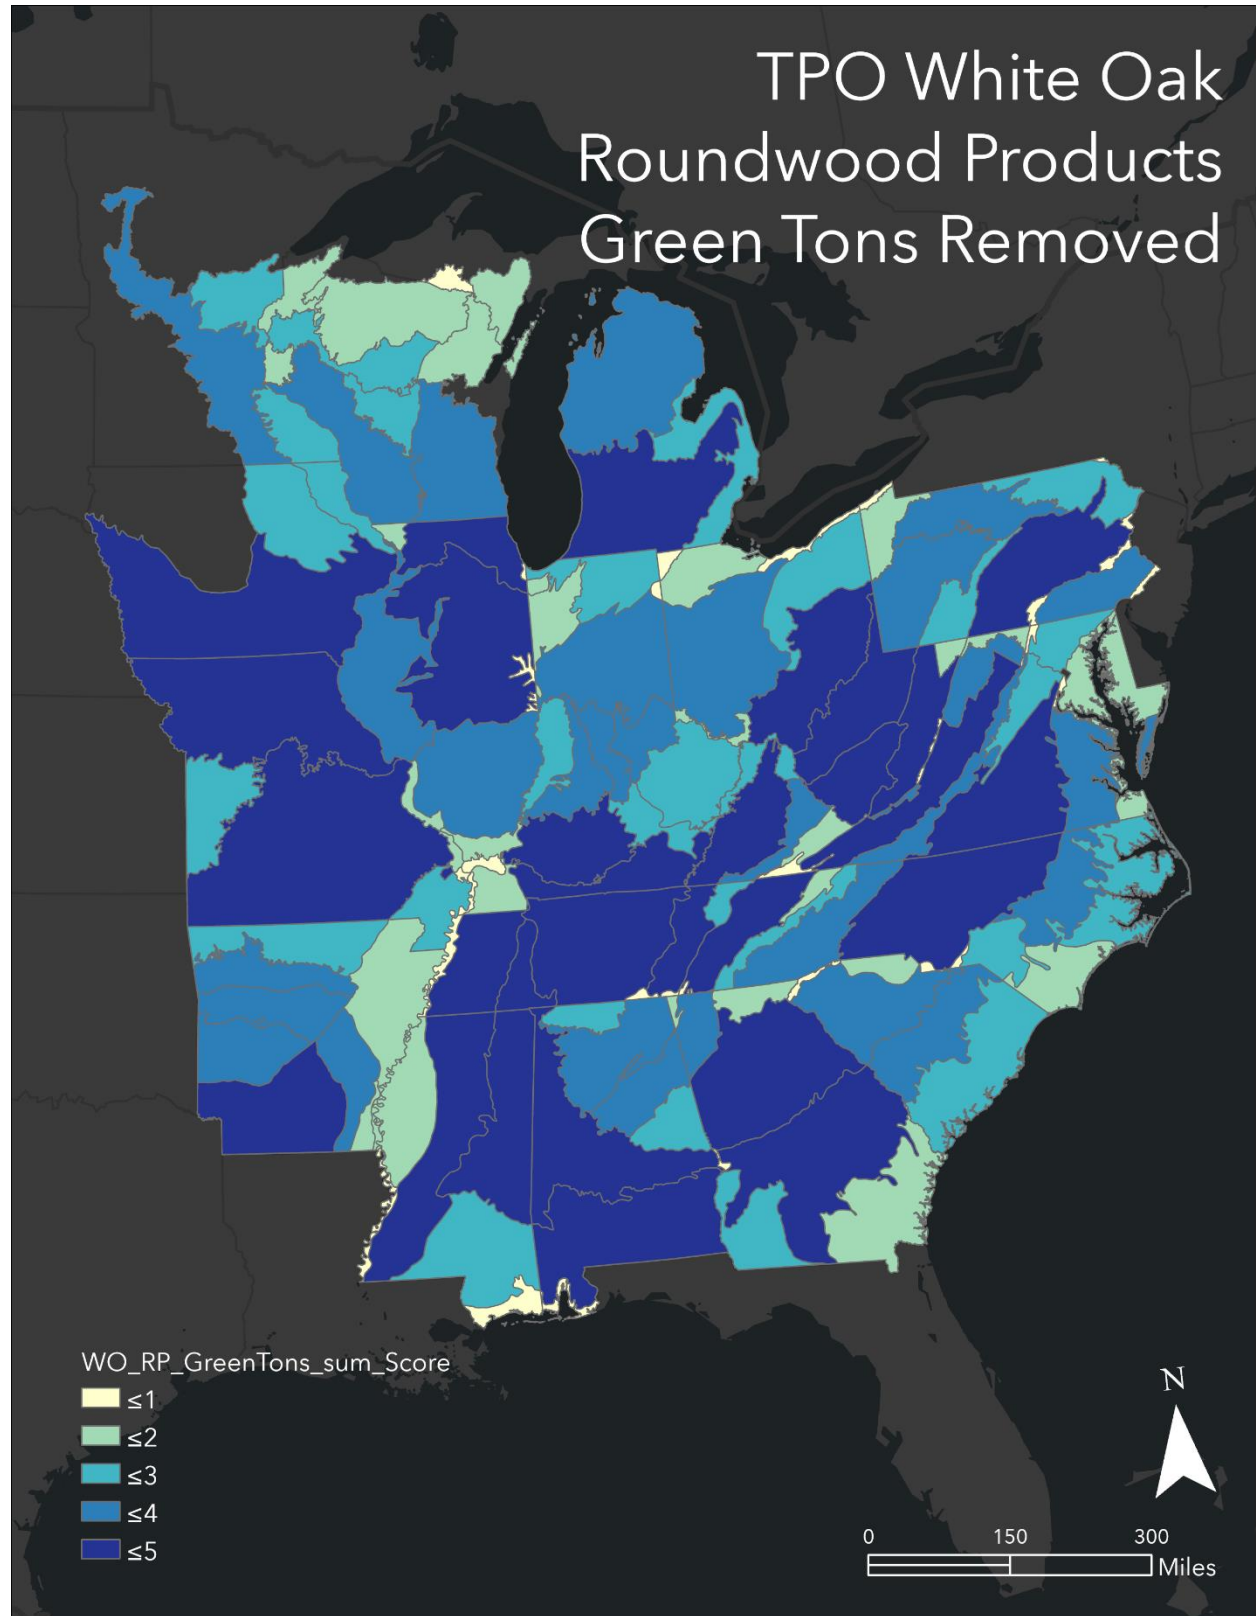 TPO White Oak
Roundwood Products
Green Tons Removed
WO_RP_GreenTons_sum_Score
≤1
≤2
≤3
≤4
≤5
N
0 150 300
Miles